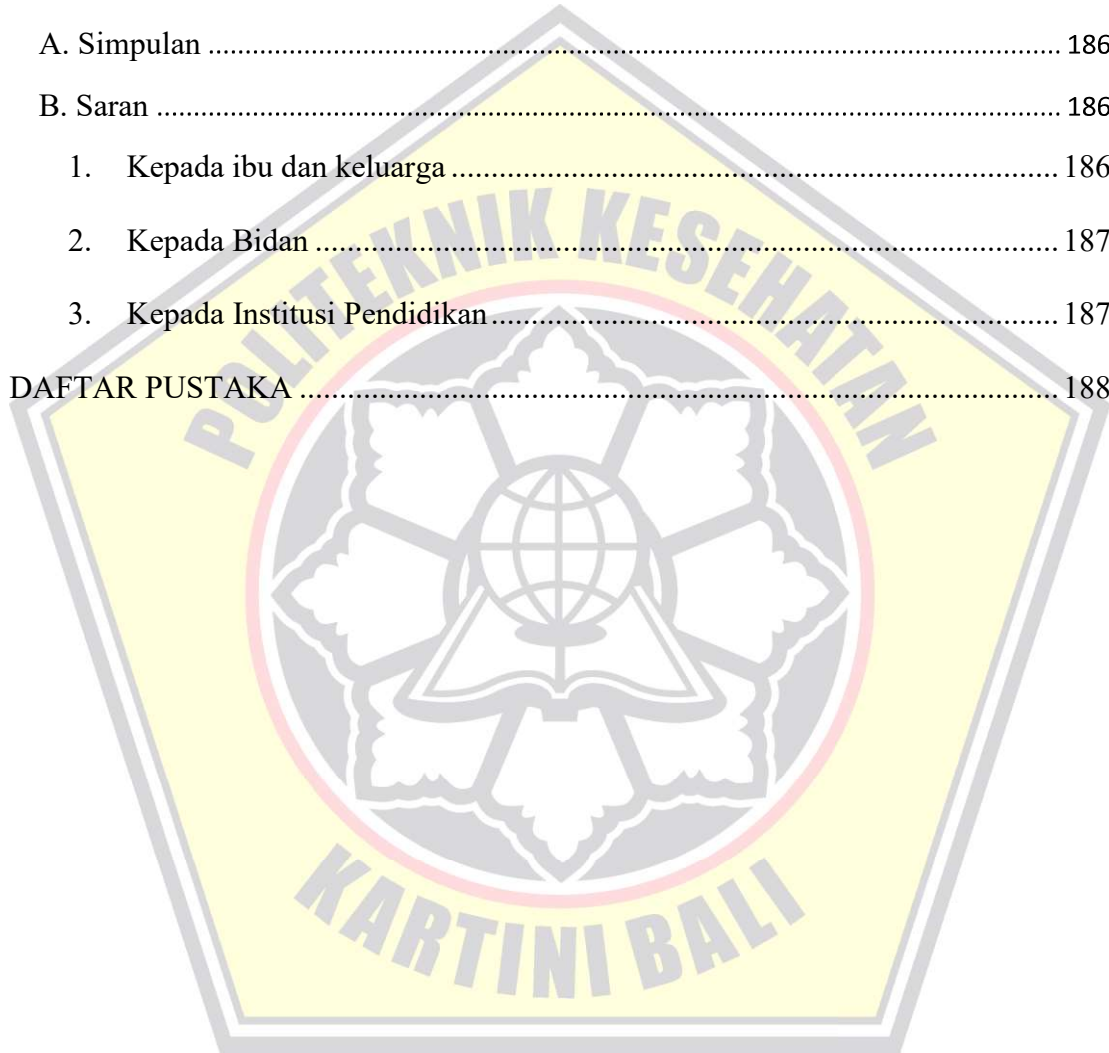 A. Simpulan ........................................................................................................ 186
B. Saran .............................................................................................................. 186
1. Kepada ibu dan keluarga .......................................................................... 186
2. Kepada Bidan ........................................................................................... 187
3. Kepada Institusi Pendidikan ..................................................................... 187
DAFTAR PUSTAKA ............................................................................................ 188
POLITEKNIK KESEHATAN
KARTINI BALI